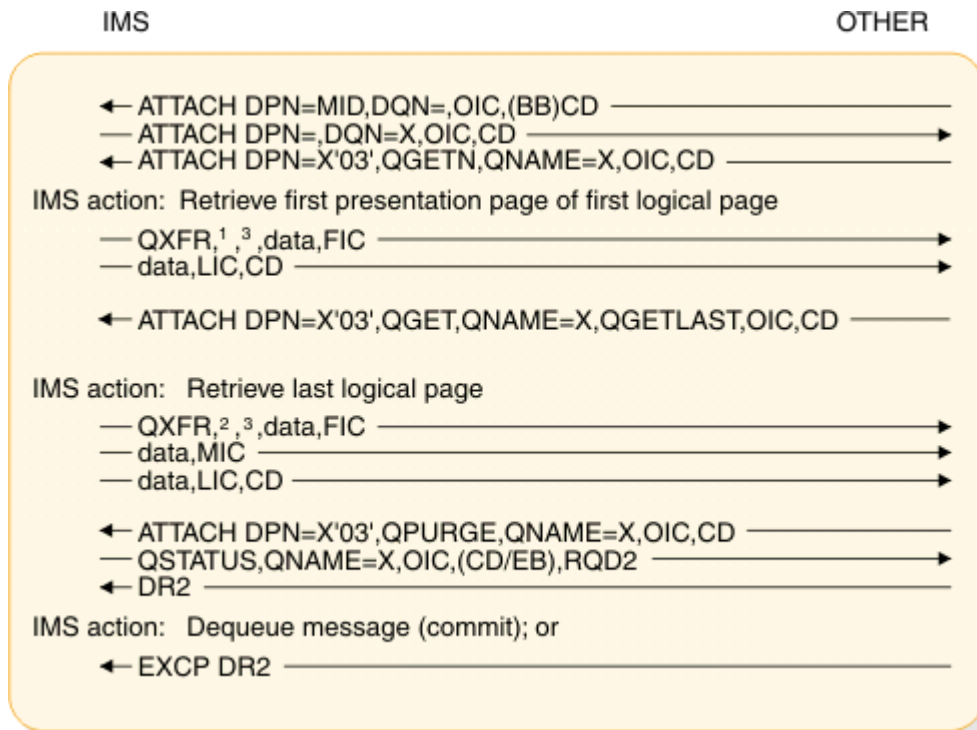 IMS OTHER
ATTACH DPN=MID,DQN=,OIC,(BB)CD
ATTACH DPN=,DQN=X,OIC,CD
ATTACH DPN=X'03',QGETN,QNAME=X,OIC,CD
IMS action: Retrieve first presentation page of first logical page
QXFR,¹,³,data,FIC
data,LIC,CD
ATTACH DPN=X'03',QGET,QNAME=X,QGETLAST,OIC,CD
IMS action: Retrieve last logical page
QXFR,²,³,data,FIC
data,MIC
data,LIC,CD
ATTACH DPN=X'03',QPURGE,QNAME=X,OIC,CD
QSTATUS,QNAME=X,OIC,(CD/EB),RQD2
DR2
IMS action: Dequeue message (commit); or
EXCP DR2